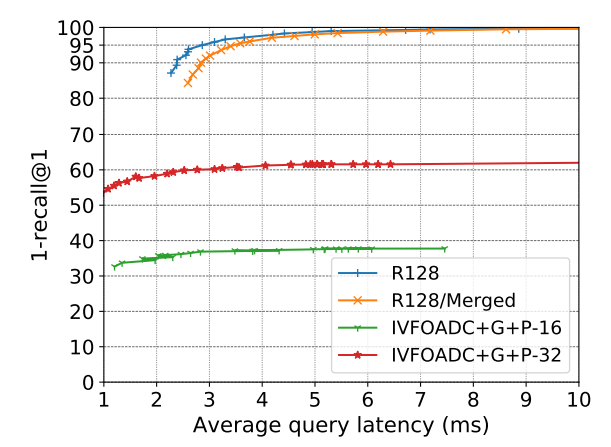 100
95
90
80
70
60
50
40
30
20
10
0
1-recall@1
R128
R128/Merged
IVFOADC+G+P-16
IVFOADC+G+P-32
1 2 3 4 5 6 7 8 9 10
Average query latency (ms)